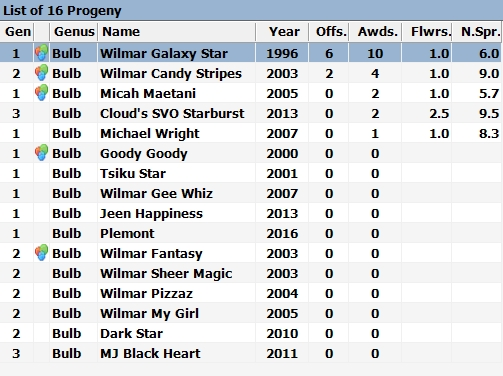 List of 16 Progeny
Gen Genus Name Year Offs. Awds. Flwrs. N.Spr.
1 Bulb Wilmar Galaxy Star 1996 6 10 1.0 6.0
2 Bulb Wilmar Candy Stripes 2003 2 4 1.0 9.0
1 Bulb Micah Maetani 2005 0 2 1.0 5.7
3 Bulb Cloud's SVO Starburst 2013 0 2 2.5 9.5
1 Bulb Michael Wright 2007 0 1 1.0 8.3
1 Bulb Goody Goody 2000 0 0
1 Bulb Tsiku Star 2001 0 0
1 Bulb Wilmar Gee Whiz 2007 0 0
1 Bulb Jeen Happiness 2013 0 0
1 Bulb Plemont 2016 0 0
2 Bulb Wilmar Fantasy 2003 0 0
2 Bulb Wilmar Sheer Magic 2003 0 0
2 Bulb Wilmar Pizzaz 2004 0 0
2 Bulb Wilmar My Girl 2005 0 0
2 Bulb Dark Star 2010 0 0
3 Bulb MJ Black Heart 2011 0 0